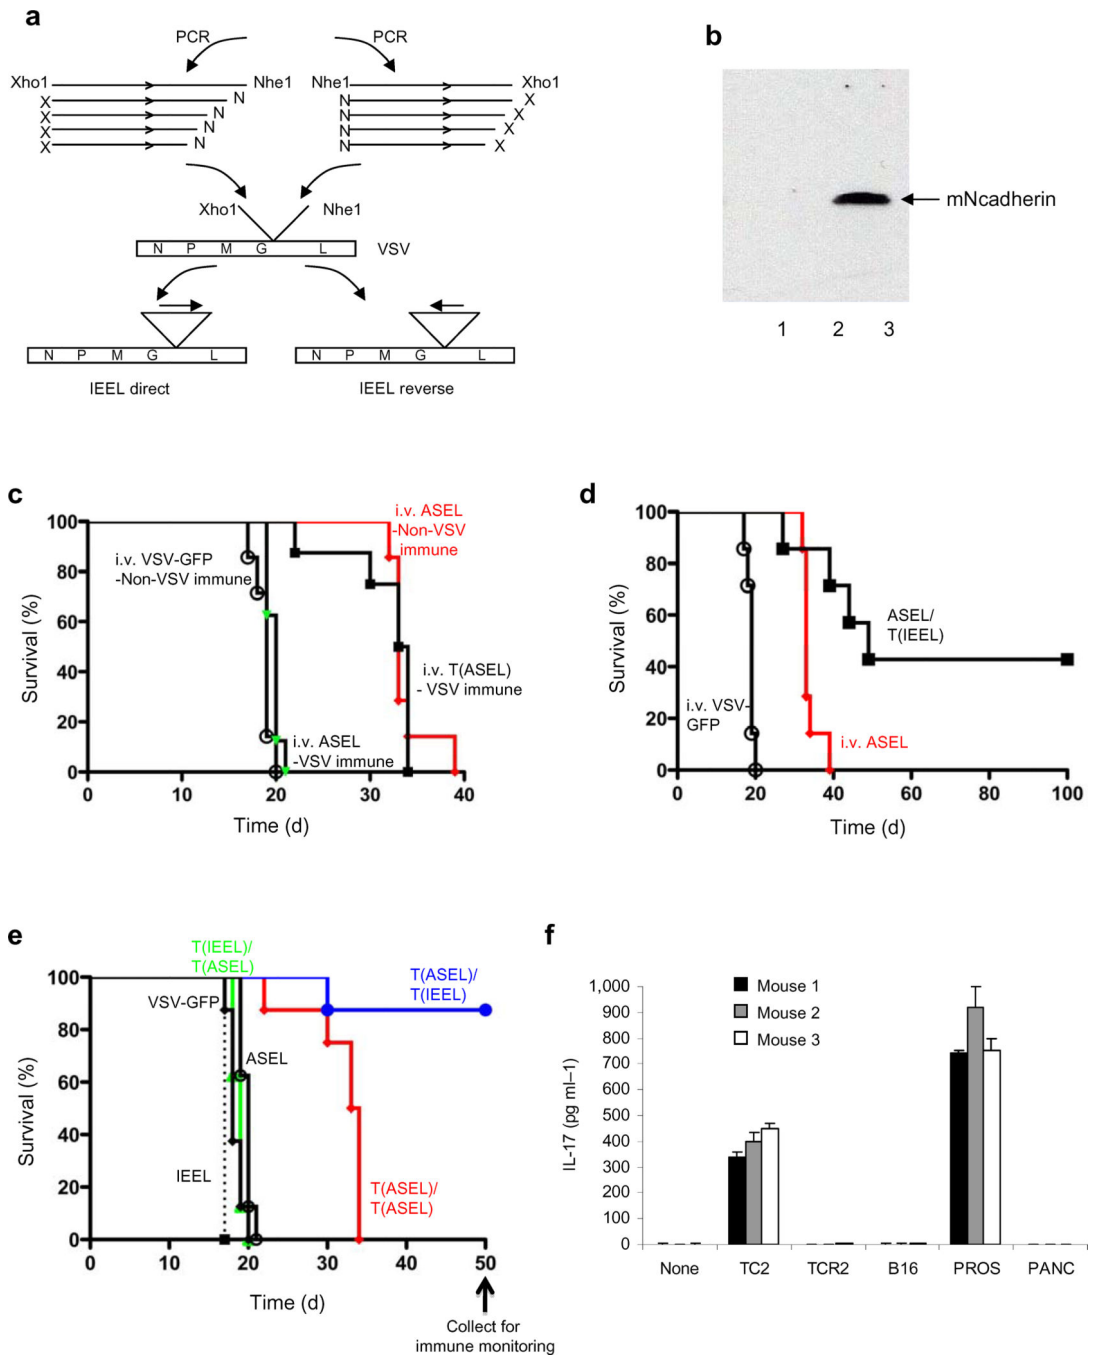 a
PCR
PCR
Xho1
Nhe1
Nhe1
Xho1
X
N
N
X
X
N
N
X
X
N
N
X
X
N
N
X
Xho1
Nhe1
N P M G L
VSV
N P M G L
N P M G L
IEEL direct
IEEL reverse
b
mNcadherin
1 2 3
c
Survival (%)
100
80
60
40
20
0
0 10 20 30 40
Time (d)
i.v. VSV-GFP
-Non-VSV immune
i.v. ASEL
-Non-VSV
immune
i.v. T(ASEL)
- VSV immune
i.v. ASEL
-VSV immune
d
Survival (%)
100
80
60
40
20
0
0 20 40 60 80 100
Time (d)
ASEL/
T(IEEL)
i.v. VSV-
GFP
i.v. ASEL
e
Survival (%)
100
80
60
40
20
0
0 10 20 30 40 50
Time (d)
T(IEEL)/
T(ASEL)
VSV-GFP
ASEL
IEEL
T(ASEL)/
T(IEEL)
T(ASEL)/
T(ASEL)
Collect for
immune monitoring
f
IL-17 (pg ml–1)
1,000
900
800
700
600
500
400
300
200
100
0
Mouse 1
Mouse 2
Mouse 3
None TC2 TCR2 B16 PROS PANC